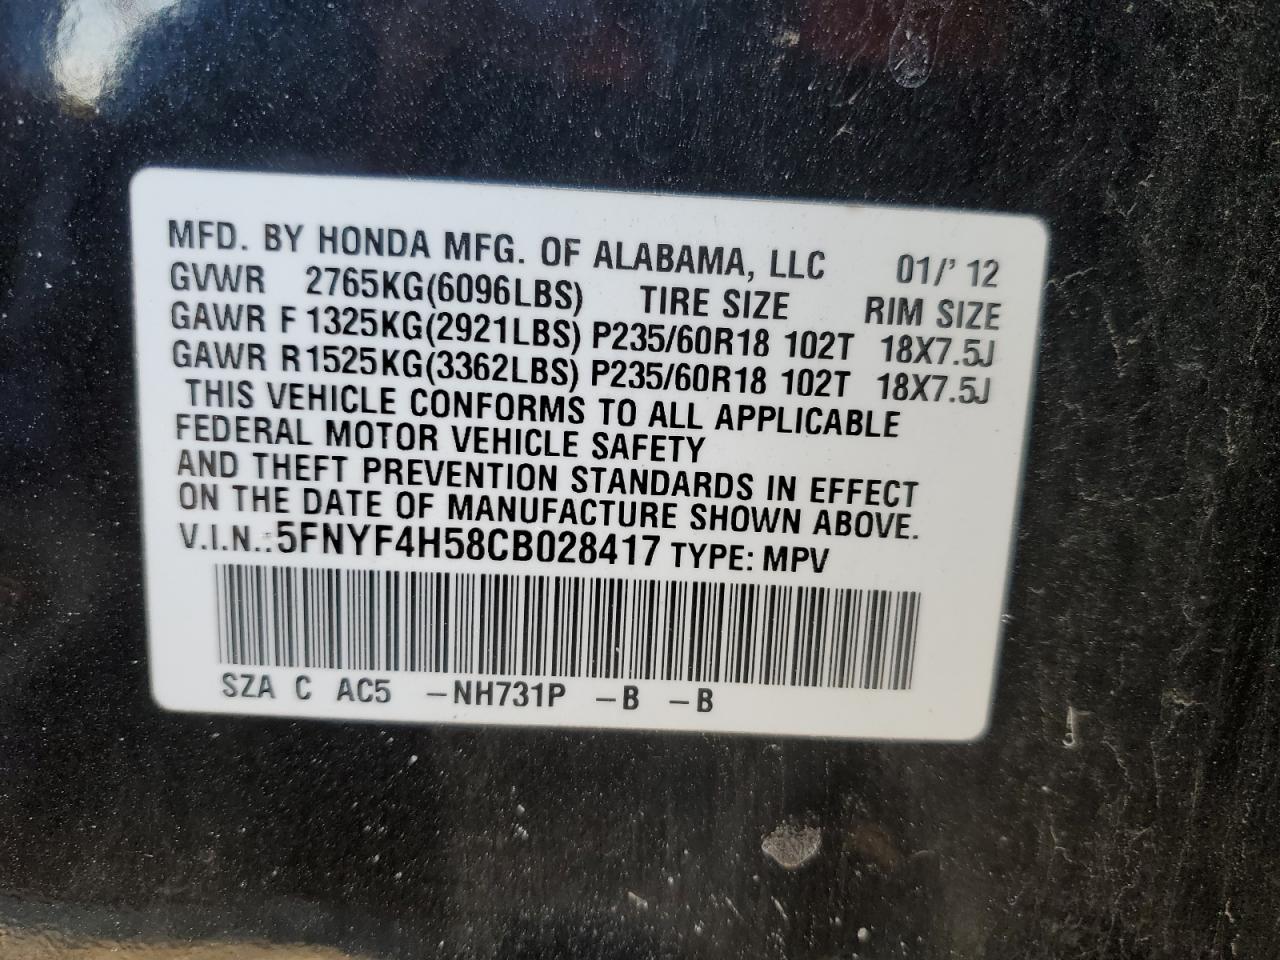 MFD. BY HONDA MFG. OF ALABAMA, LLC 01/' 12
GVWR 2765KG(6096LBS) TIRE SIZE RIM SIZE
GAWR F 1325KG(2921LBS) P235/60R18 102T 18X7.5J
GAWR R 1525KG(3362LBS) P235/60R18 102T 18X7.5J
THIS VEHICLE CONFORMS TO ALL APPLICABLE
FEDERAL MOTOR VEHICLE SAFETY
AND THEFT PREVENTION STANDARDS IN EFFECT
ON THE DATE OF MANUFACTURE SHOWN ABOVE.
V.I.N.:5FNYF4H58CB028417 TYPE: MPV
SZA C AC5 -NH731P -B -B